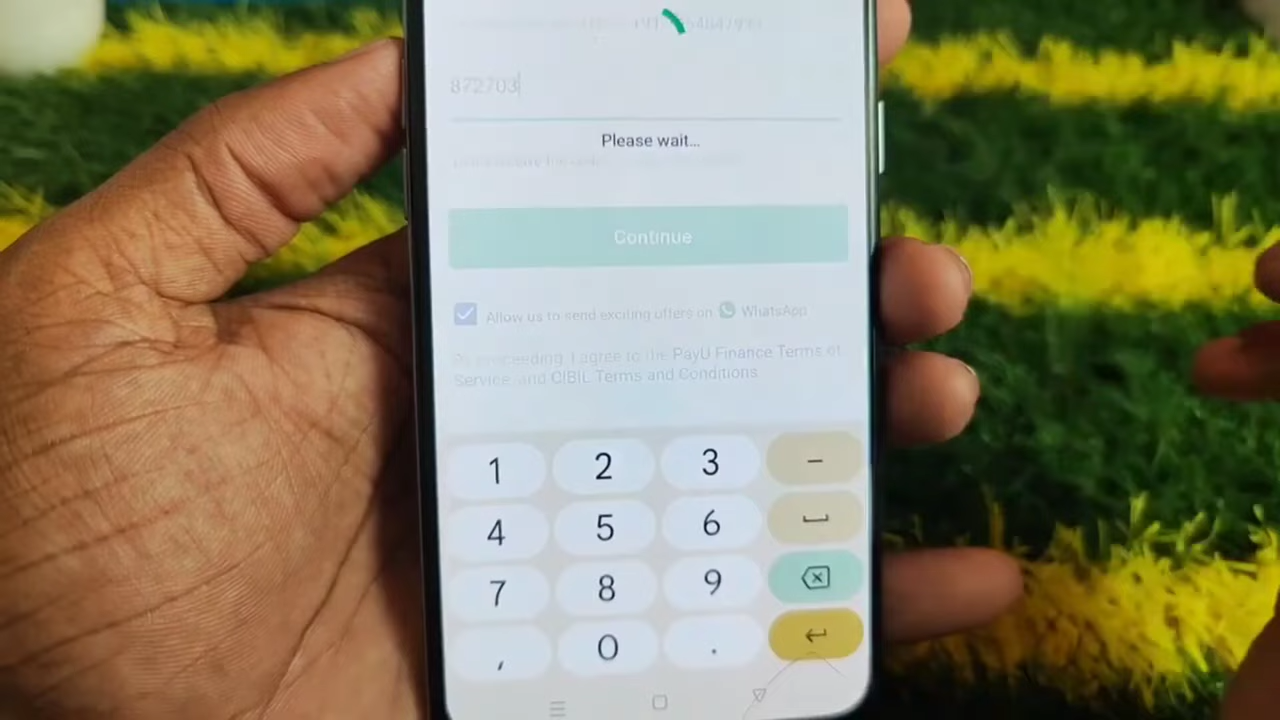 872703
Please wait...
Continue
Allow us to send exciting offers on WhatsApp
By proceeding, I agree to the PayU Finance Terms of
Service and CIBIL Terms and Conditions
1 2 3 –
4 5 6
7 8 9
, 0 .